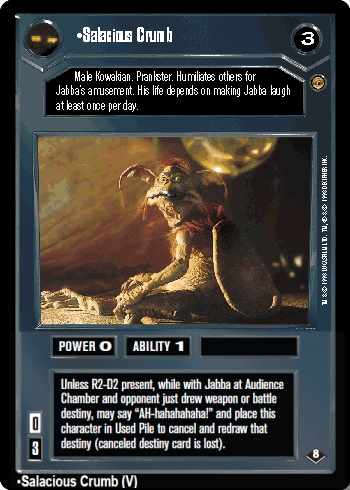 •Salacious Crumb
3
Male Kowakian. Prankster. Humiliates others for
Jabba's amusement. His life depends on making Jabba laugh
at least once per day.
POWER 0
ABILITY 1
Unless R2-D2 present, while with Jabba at Audience
Chamber and opponent just drew weapon or battle
destiny, may say “AH-hahahahaha!” and place this
character in Used Pile to cancel and redraw that
destiny (canceled destiny card is lost).
0
3
8
•Salacious Crumb (V)